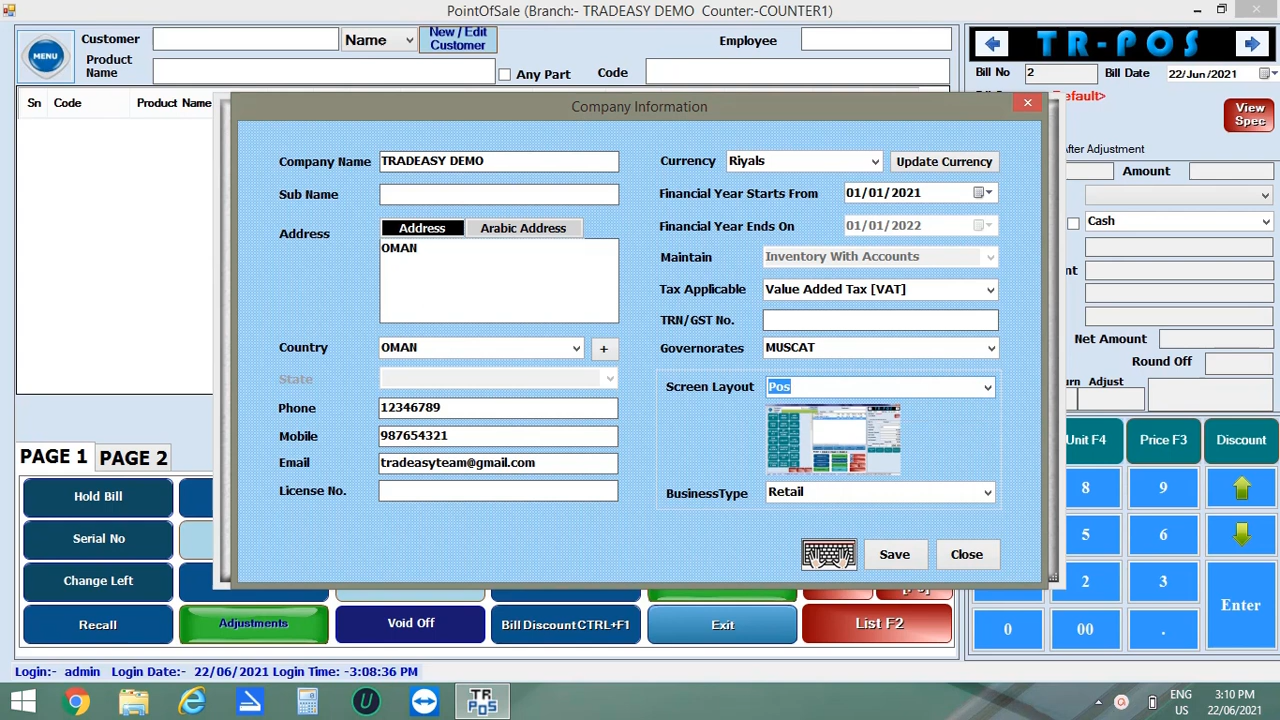 PointOfSale (Branch:- TRADEASY DEMO Counter:-COUNTER1)
MENU
Customer
Name
New / Edit Customer
Employee
Product Name
Any Part
Code
TR-POS
Bill No 2 Bill Date 22/Jun/2021
Default>
View Spec
Sn Code Product Name
After Adjustment
Amount
Cash
Net Amount
Round Off
Adjust
Company Information
Company Name TRADEASY DEMO
Sub Name
Address
Address Arabic Address
OMAN
Country OMAN +
State
Phone 12346789
Mobile 987654321
Email tradeasyteam@gmail.com
License No.
Currency Riyals Update Currency
Financial Year Starts From 01/01/2021
Financial Year Ends On 01/01/2022
Maintain Inventory With Accounts
Tax Applicable Value Added Tax [VAT]
TRN/GST No.
Governorates MUSCAT
Screen Layout Pos
BusinessType Retail
Save Close
PAGE 1 PAGE 2
Hold Bill
Serial No
Change Left
Recall Adjustments Void Off Bill Discount CTRL+F1 Exit List F2
Unit F4 Price F3 Discount
8 9
5 6
2 3 Enter
0 00 .
Login:- admin Login Date:- 22/06/2021 Login Time: -3:08:36 PM
TR POS
ENG US
3:10 PM
22/06/2021